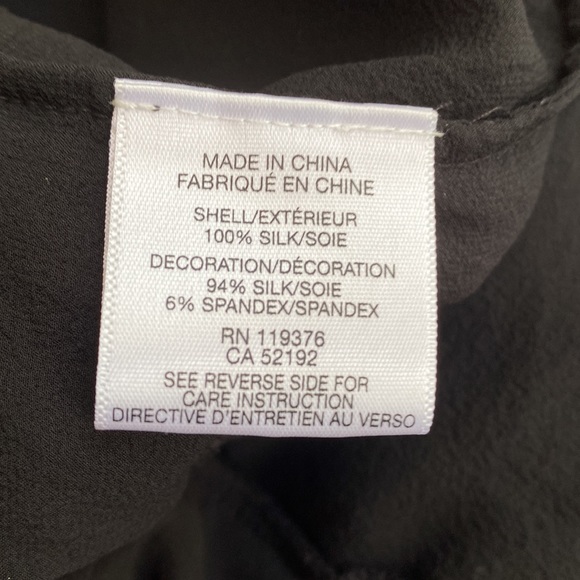 MADE IN CHINA
FABRIQUÉ EN CHINE
SHELL/EXTÉRIEUR
100% SILK/SOIE
DECORATION/DÉCORATION
94% SILK/SOIE
6% SPANDEX/SPANDEX
RN 119376
CA 52192
SEE REVERSE SIDE FOR
CARE INSTRUCTION
DIRECTIVE D'ENTRETIEN AU VERSO